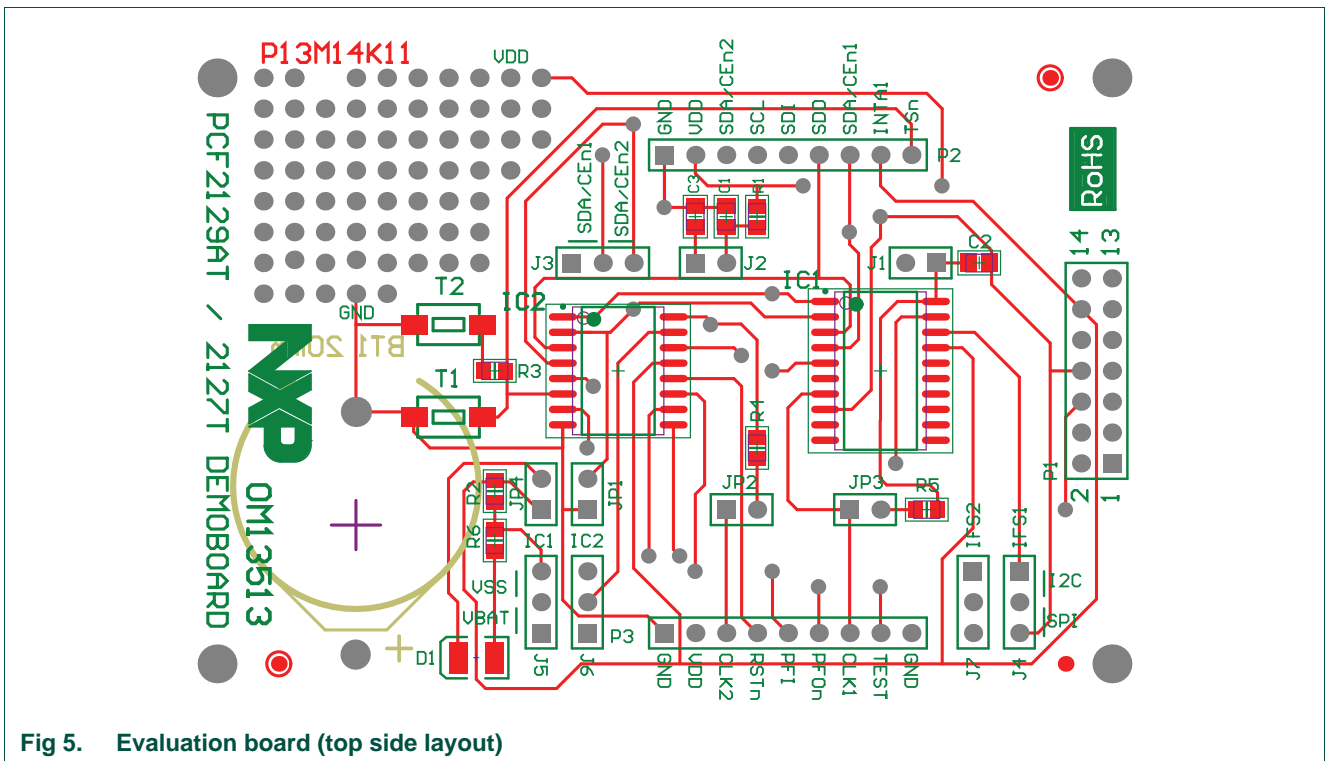 P13M14K11
VDD
GND
VDD
SDA/CEn2
SCL
SDI
SDO
SDA/CEn1
INTA1
TSn
P2
RoHS
PCF2129AT / 2127T DEMOBOARD
SDA/CEn1
SDA/CEn2
C3
C1
R1
J3
J2
J1
C2
14
13
IC1
IC2
T2
GND
NXP
R3
T1
R4
P1
2
1
OM13513
R2
JP4
JP1
JP2
JP3
R5
IFS2
IFS1
R6
IC1
IC2
VSS
VBAT
I2C
SPI
P3
D1
J5
J6
GND
VDD
CLK2
RSTn
PFI
PFOn
CLK1
TEST
GND
J7
J4
Fig 5. Evaluation board (top side layout)